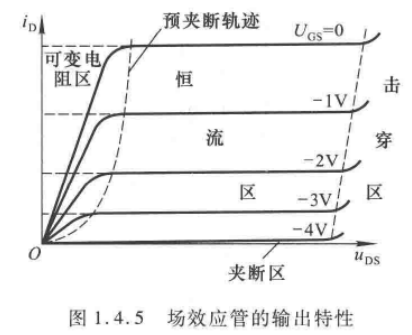 i_D
预夹断轨迹
U_GS=0
可变电
阻区
恒
击
-1V
流
穿
-2V
区
-3V
区
-4V
O
u_DS
夹断区
图 1.4.5 场效应管的输出特性